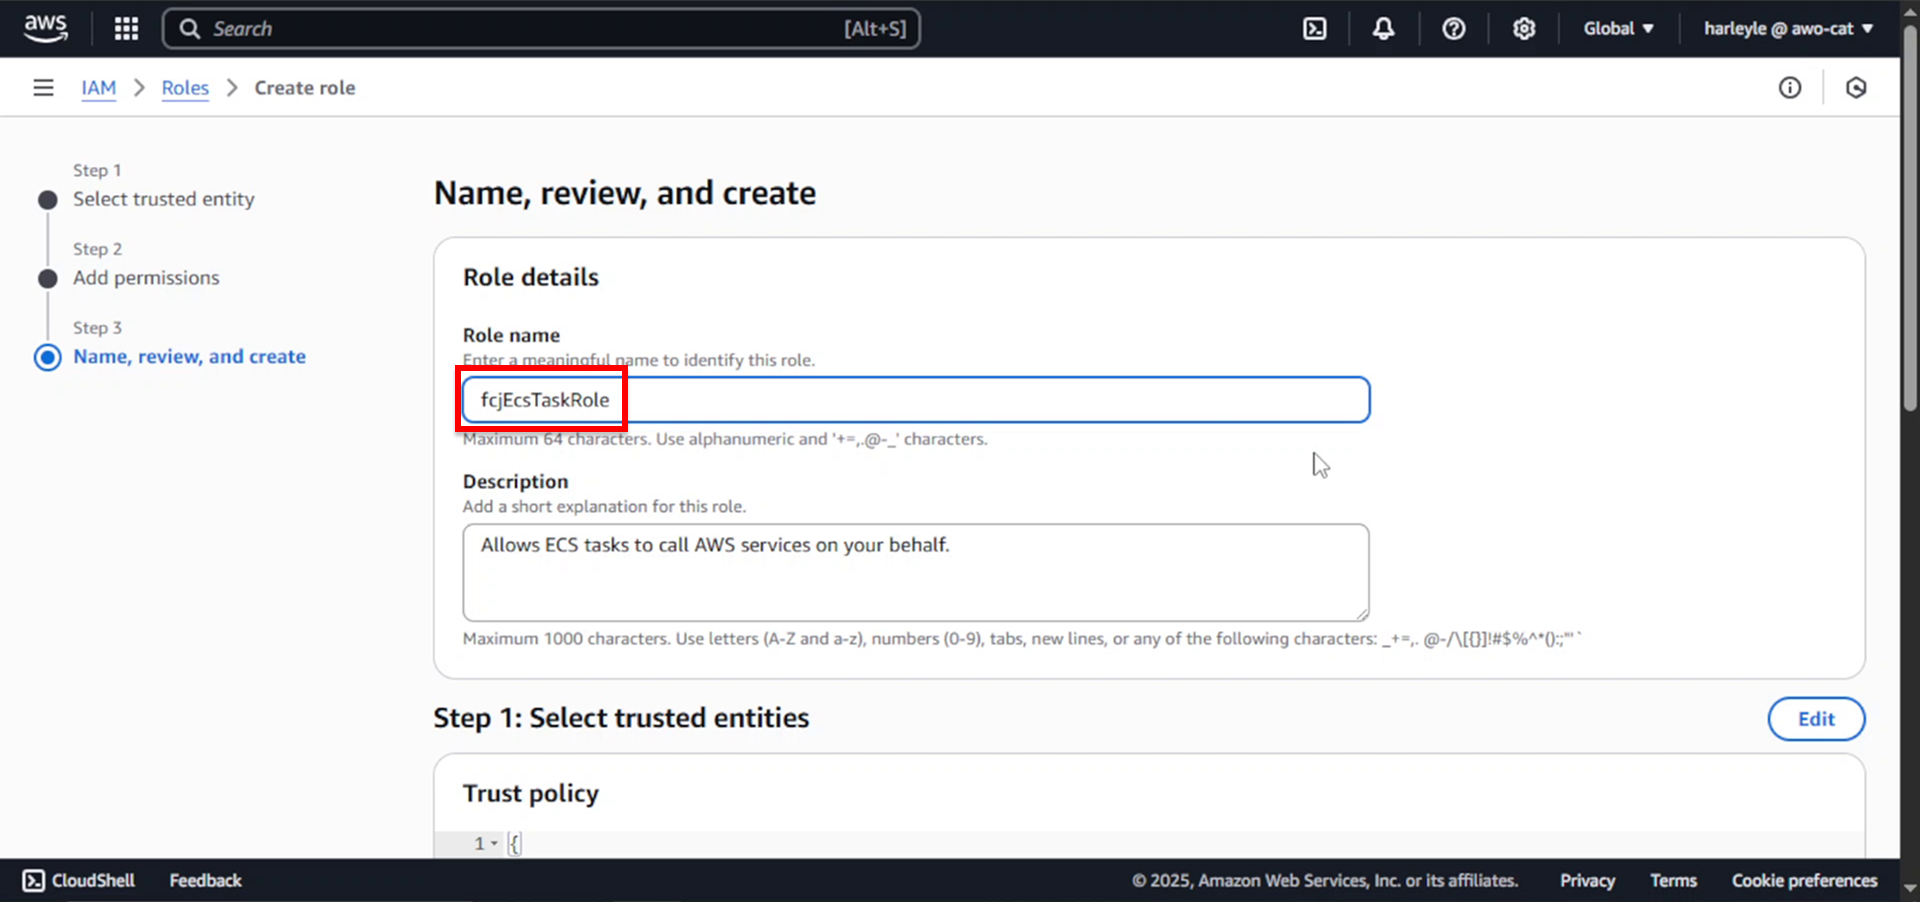 aws
Search [Alt+S]
Global harleyle @ awo-cat
IAM Roles Create role
Step 1
Select trusted entity
Step 2
Add permissions
Step 3
Name, review, and create
Name, review, and create
Role details
Role name
Enter a meaningful name to identify this role.
fcjEcsTaskRole
Maximum 64 characters. Use alphanumeric and '+=,.@-_' characters.
Description
Add a short explanation for this role.
Allows ECS tasks to call AWS services on your behalf.
Maximum 1000 characters. Use letters (A-Z and a-z), numbers (0-9), tabs, new lines, or any of the following characters: _+=,. @-/\[{}]!#$%^*();:"'`
Step 1: Select trusted entities
Edit
Trust policy
1 {
CloudShell Feedback © 2025, Amazon Web Services, Inc. or its affiliates. Privacy Terms Cookie preferences